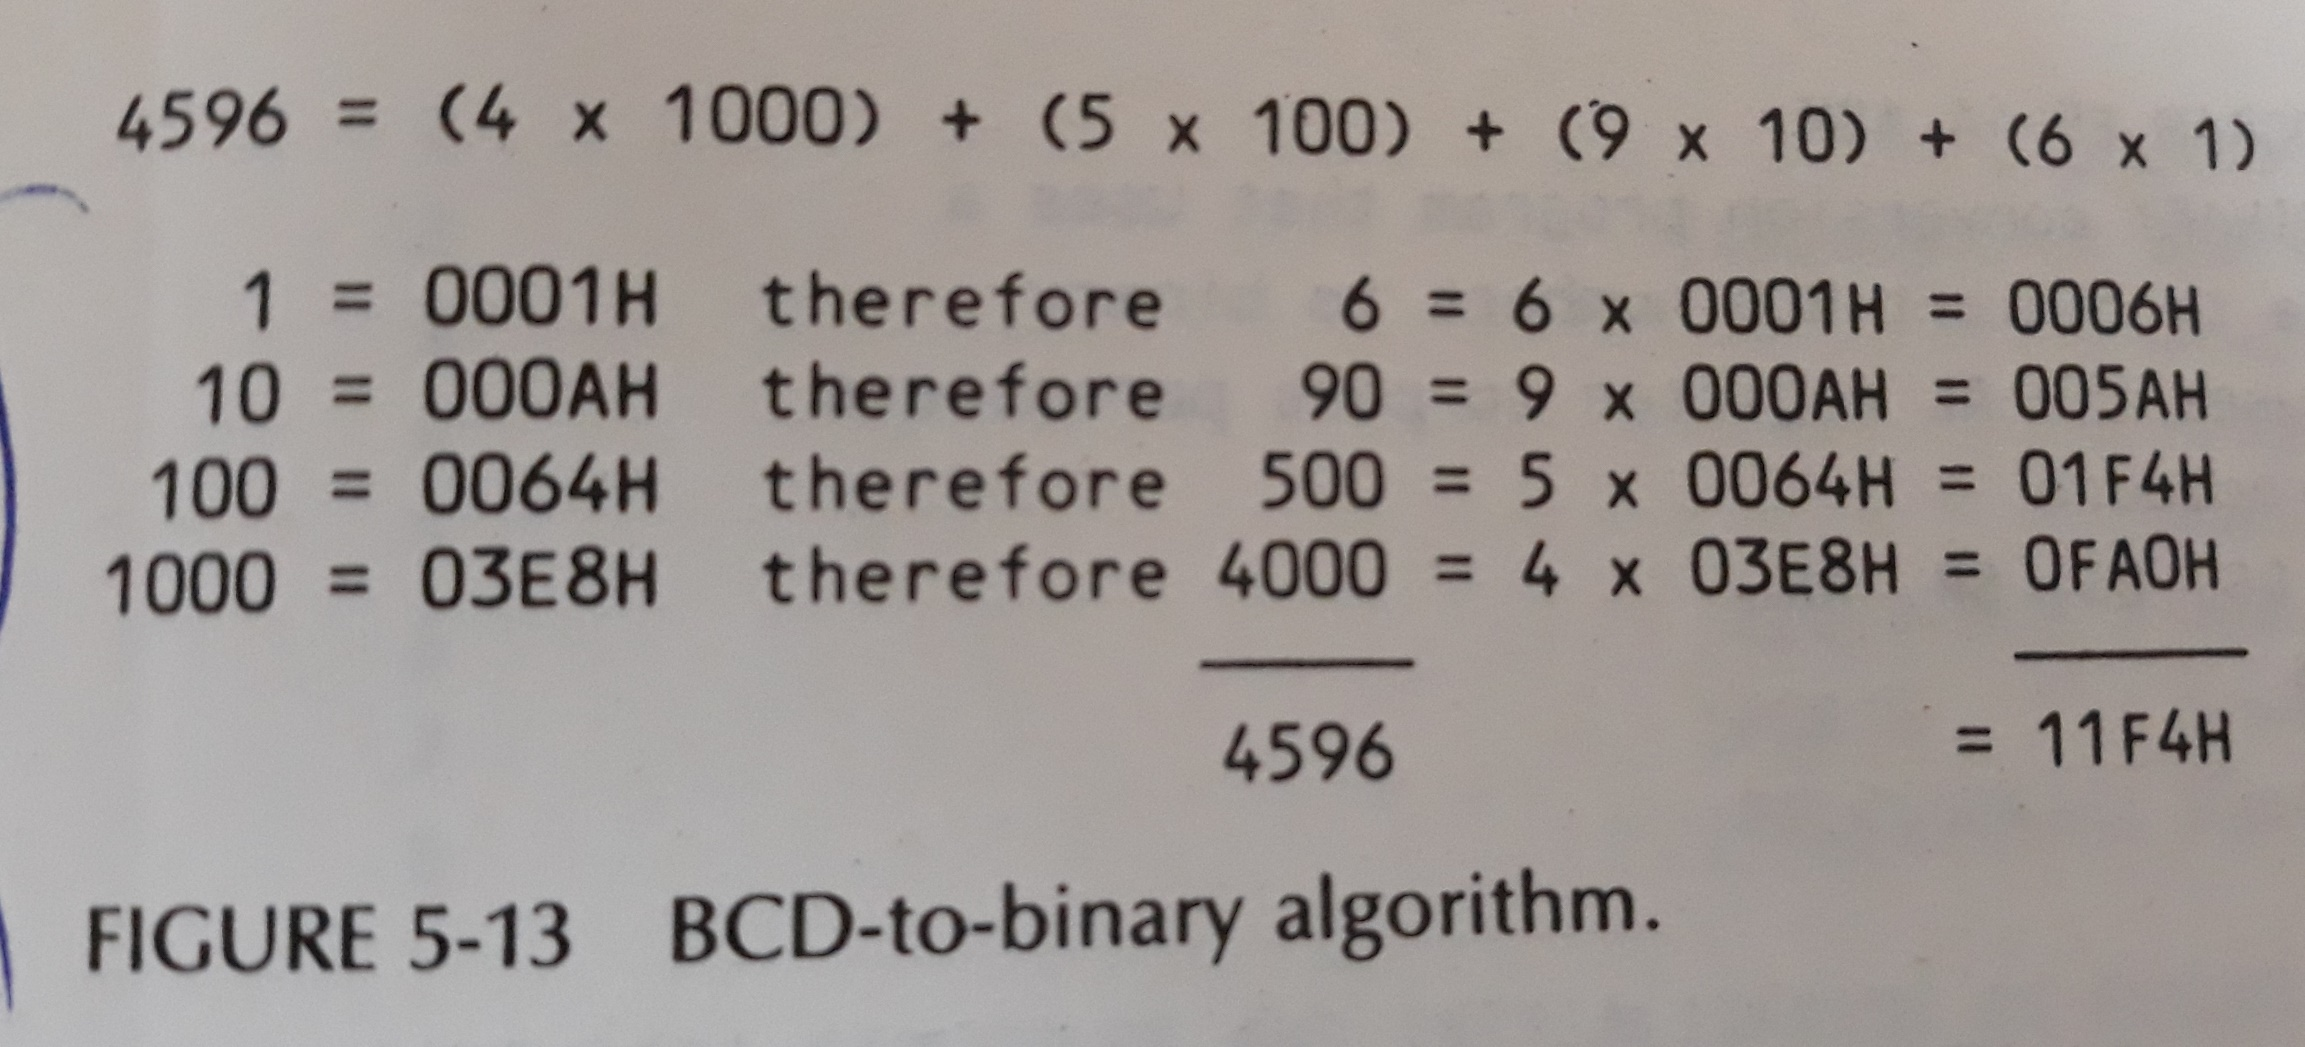 4596 = (4 x 1000) + (5 x 100) + (9 x 10) + (6 x 1)
1 = 0001H therefore 6 = 6 x 0001H = 0006H
10 = 000AH therefore 90 = 9 x 000AH = 005AH
100 = 0064H therefore 500 = 5 x 0064H = 01F4H
1000 = 03E8H therefore 4000 = 4 x 03E8H = 0FA0H
4596 = 11F4H
FIGURE 5-13 BCD-to-binary algorithm.